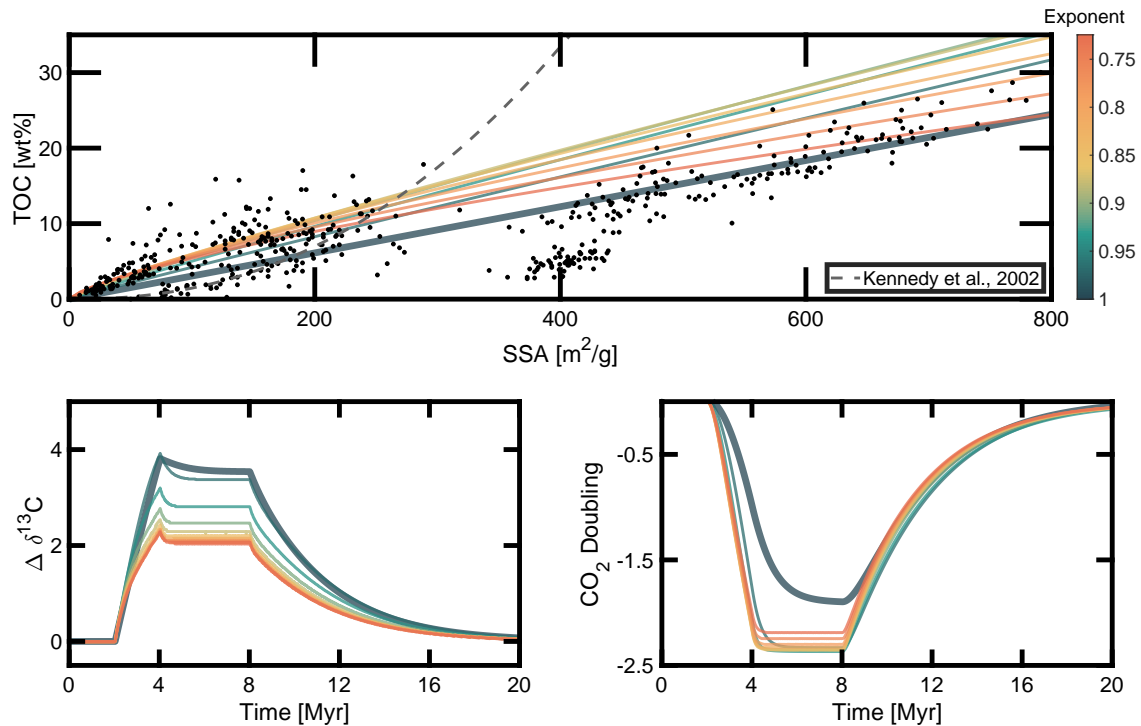 Exponent
TOC [wt%]
30
20
10
0
0 200 400 600 800
SSA [m²/g]
Kennedy et al., 2002
0.75
0.8
0.85
0.9
0.95
1
Δ δ¹³C
4
2
0
0 4 8 12 16 20
Time [Myr]
CO₂ Doubling
-0.5
-1.5
-2.5
0 4 8 12 16 20
Time [Myr]